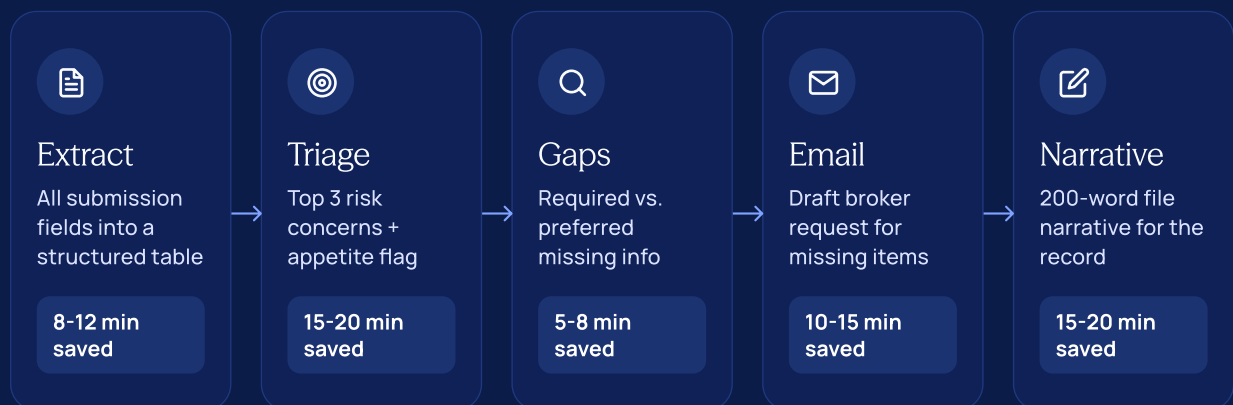 Extract
All submission
fields into a
structured table
8-12 min
saved
Triage
Top 3 risk
concerns +
appetite flag
15-20 min
saved
Gaps
Required vs.
preferred
missing info
5-8 min
saved
Email
Draft broker
request for
missing items
10-15 min
saved
Narrative
200-word file
narrative for the
record
15-20 min
saved